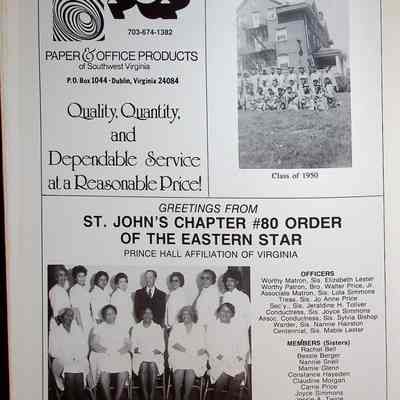 POP
703-674-1382
PAPER & OFFICE PRODUCTS
of Southwest Virginia
P.O. Box 1044 · Dublin, Virginia 24084
Quality, Quantity,
and
Dependable Service
at a Reasonable Price!
Class of 1950
GREETINGS FROM
ST. JOHN'S CHAPTER #80 ORDER
OF THE EASTERN STAR
PRINCE HALL AFFILIATION OF VIRGINIA
OFFICERS
Worthy Matron, Sis. Elizabeth Lester
Worthy Patron, Bro. Walter Price, Jr.
Associate Matron, Sis. Lola Simmons
Treas. Sis. Jo Anne Price
Sec'y., Sis. Jeraldine H. Toliver
Conductress, Sis. Joyce Simmons
Assoc. Conductress, Sis. Sylvia Bishop
Warder, Sis. Nannie Hairston
Centennial, Sis. Mable Lester
MEMBERS (Sisters)
Rachel Bell
Bessie Berger
Nannie Snell
Mamie Glenn
Constance Hayesden
Claudine Morgan
Carrie Price
Joyce Simmons